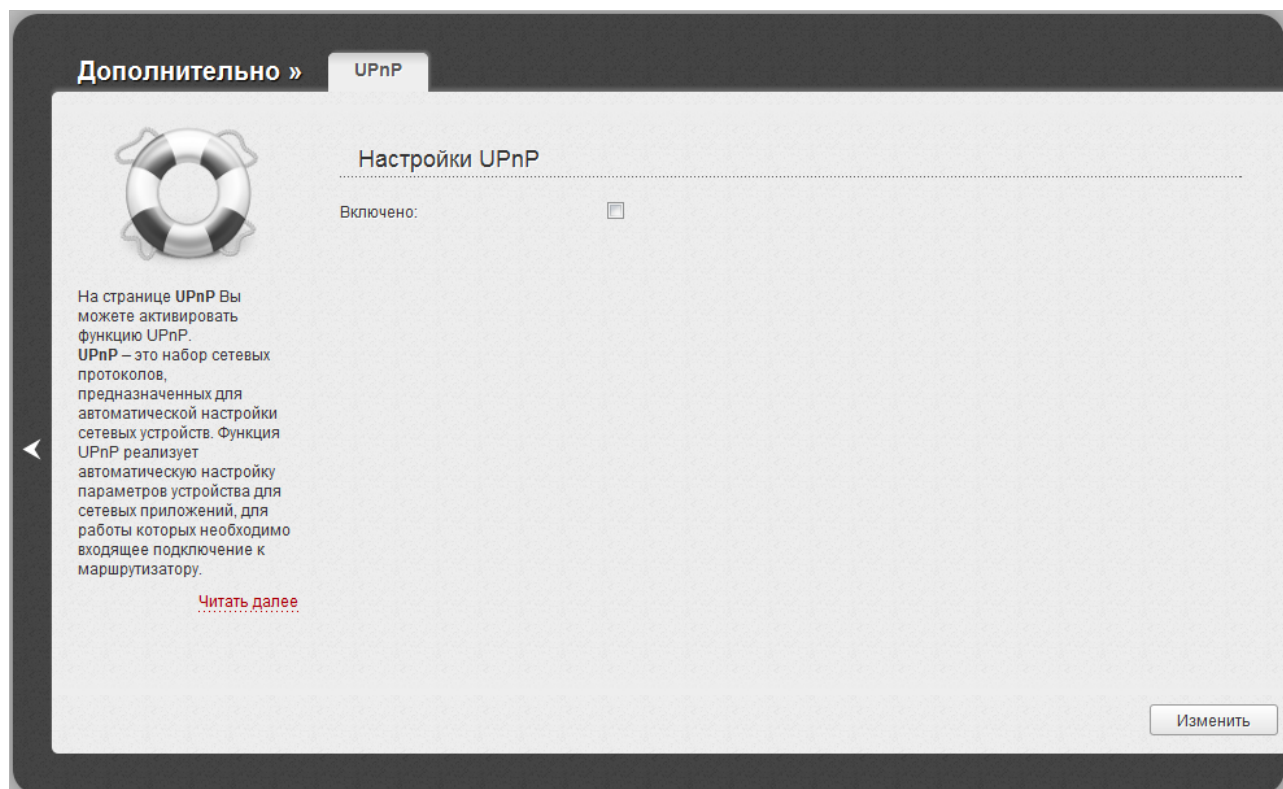 Дополнительно »
UPnP
Настройки UPnP
Включено:
На странице UPnP Вы
можете активировать
функцию UPnP.
UPnP – это набор сетевых
протоколов,
предназначенных для
автоматической настройки
сетевых устройств. Функция
UPnP реализует
автоматическую настройку
параметров устройства для
сетевых приложений, для
работы которых необходимо
входящее подключение к
маршрутизатору.
Читать далее
Изменить